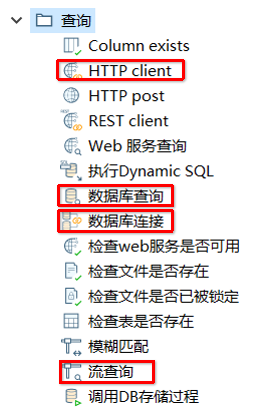 查询
Column exists
HTTP client
HTTP post
REST client
Web 服务查询
执行Dynamic SQL
数据库查询
数据库连接
检查web服务是否可用
检查文件是否存在
检查文件是否已被锁定
检查表是否存在
模糊匹配
流查询
调用DB存储过程